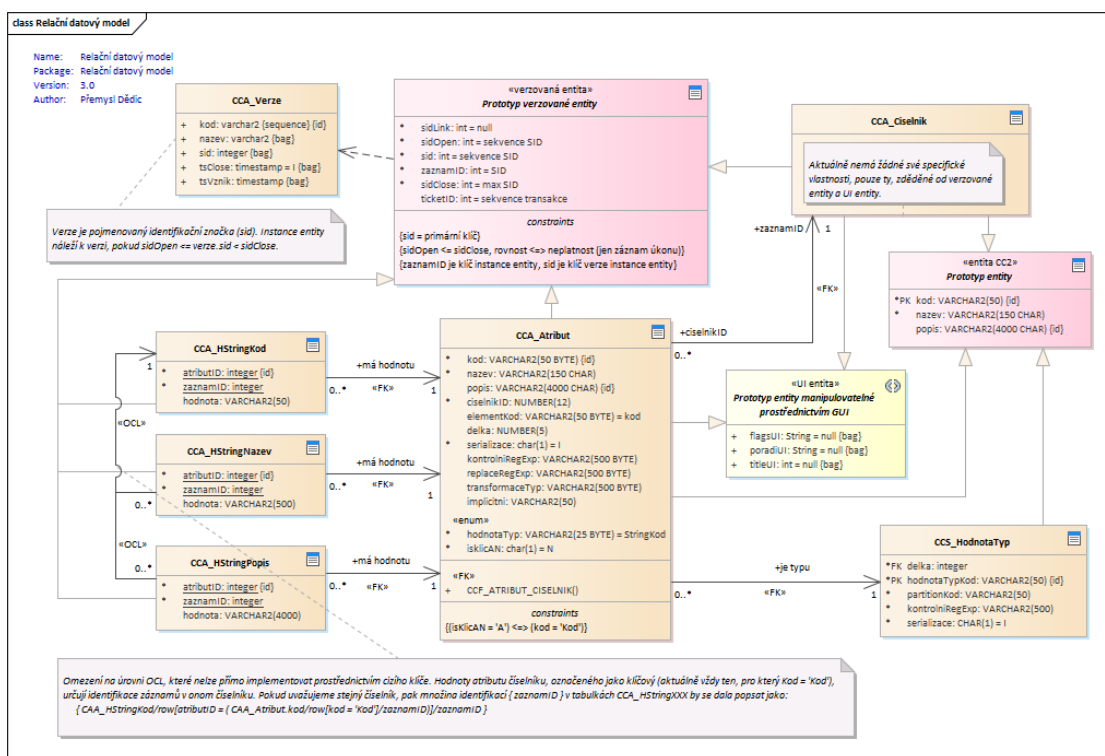 class Relační datový model
Name: Relační datový model
Package: Relační datový model
Version: 3.0
Author: Přemysl Dědic
CCA_Verze
+ kod: varchar2 {sequence} {id}
+ nazev: varchar2 {bag}
+ sid: integer {bag}
+ tsClose: timestamp = I {bag}
+ tsVznik: timestamp {bag}
«verzovaná entita»
Prototyp verzované entity
* sidLink: int = null
* sidOpen: int = sekvence SID
* sid: int = sekvence SID
* zaznamID: int = SID
* sidClose: int = max SID
ticketID: int = sekvence transakce
constraints
{sid = primární klíč}
{sidOpen <= sidClose, rovnost <=> neplatnost (jen záznam úkonu)}
{zaznamID je klíč instance entity, sid je klíč verze instance entity}
CCA_Ciselnik
Aktuálně nemá žádné své specifické
vlastnosti, pouze ty, zděděné od verzované
entity a UI entity.
Verze je pojmenovaný identifikační značka (sid). Instance entity
náleží k verzi, pokud sidOpen <= verze.sid < sidClose.
+zaznamID 1
«FK»
«entita CC2»
Prototyp entity
*PK kod: VARCHAR2(50) {id}
* nazev: VARCHAR2(150 CHAR)
popis: VARCHAR2(4000 CHAR) {id}
CCA_HStringKod
* atributID: integer {id}
* zaznamID: integer
hodnota: VARCHAR2(50)
+má hodnotu
0..* «FK» 1
1
«OCL»
CCA_Atribut
* kod: VARCHAR2(50 BYTE) {id}
* nazev: VARCHAR2(150 CHAR)
popis: VARCHAR2(4000 CHAR) {id}
* ciselnikID: NUMBER(12)
elementKod: VARCHAR2(50 BYTE) = kod
delka: NUMBER(5)
* serializace: char(1) = I
kontrolniRegExp: VARCHAR2(500 BYTE)
replaceRegExp: VARCHAR2(500 BYTE)
transformaceTyp: VARCHAR2(500 BYTE)
implicitni: VARCHAR2(50)
«enum»
* hodnotaTyp: VARCHAR2(25 BYTE) = StringKod
* isklicAN: char(1) = N
«FK»
+ CCF_ATRIBUT_CISELNIK()
constraints
{(isKlicAN = 'A') <=> (kod = 'Kod')}
+ciselnikID
0..*
«UI entita»
Prototyp entity manipulovatelné
prostřednictvím GUI
+ flagsUI: String = null {bag}
+ poradiUI: String = null {bag}
+ titleUI: int = null {bag}
CCA_HStringNazev
* atributID: integer {id}
* zaznamID: integer
hodnota: VARCHAR2(500)
+má hodnotu
0..* «FK» 1
0..*
«OCL»
0..*
CCA_HStringPopis
* atributID: integer {id}
* zaznamID: integer
hodnota: VARCHAR2(4000)
+má hodnotu
0..* «FK» 1
+je typu
0..* «FK» 1
CCS_HodnotaTyp
*FK delka: integer
*PK hodnotaTypKod: VARCHAR2(50) {id}
* partitionKod: VARCHAR2(50)
* kontrolniRegExp: VARCHAR2(500)
* serializace: CHAR(1) = I
Omezení na úrovni OCL, které nelze přímo implementovat prostřednictvím cizího klíče. Hodnoty atributu číselníku, označeného jako klíčový (aktuálně vždy ten, pro který Kod = 'Kod'),
určují identifikace záznamů v onom číselníku. Pokud uvažujeme stejný číselník, pak množina identifikací { zaznamID } v tabulkách CCA_HStringXXX by se dala popsat jako:
{ CAA_HStringKod/row[atributID = ( CAA_Atribut.kod/row[kod = 'Kod']/zaznamID)]/zaznamID }